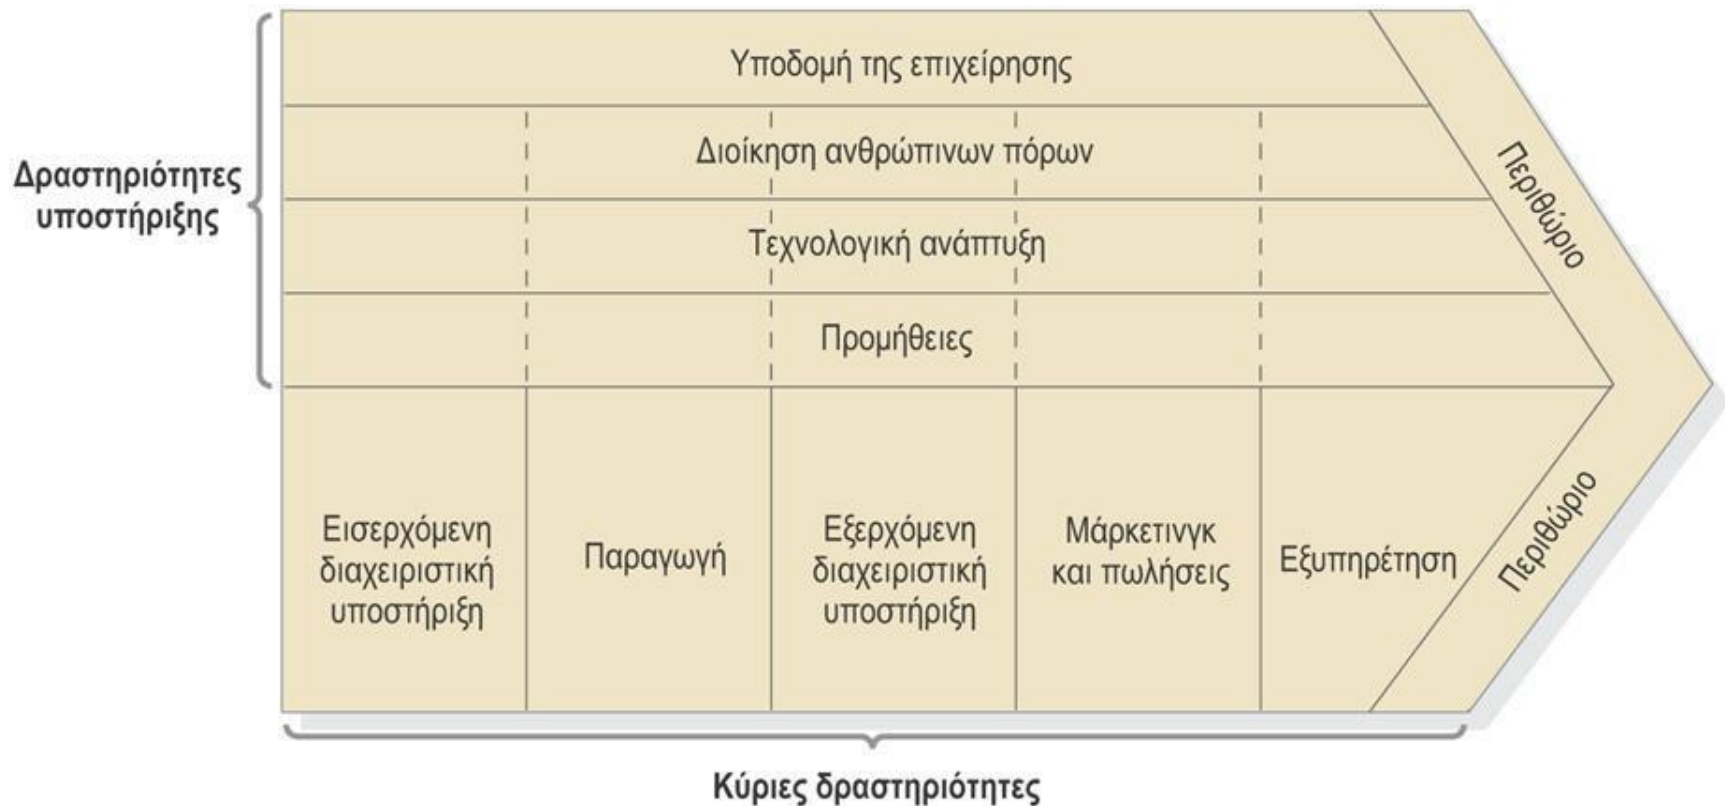 Δραστηριότητες
υποστήριξης
Υποδομή της επιχείρησης
Διοίκηση ανθρώπινων πόρων
Τεχνολογική ανάπτυξη
Προμήθειες
Περιθώριο
Εισερχόμενη
διαχειριστική
υποστήριξη
Παραγωγή
Εξερχόμενη
διαχειριστική
υποστήριξη
Μάρκετινγκ
και πωλήσεις
Εξυπηρέτηση
Περιθώριο
Κύριες δραστηριότητες